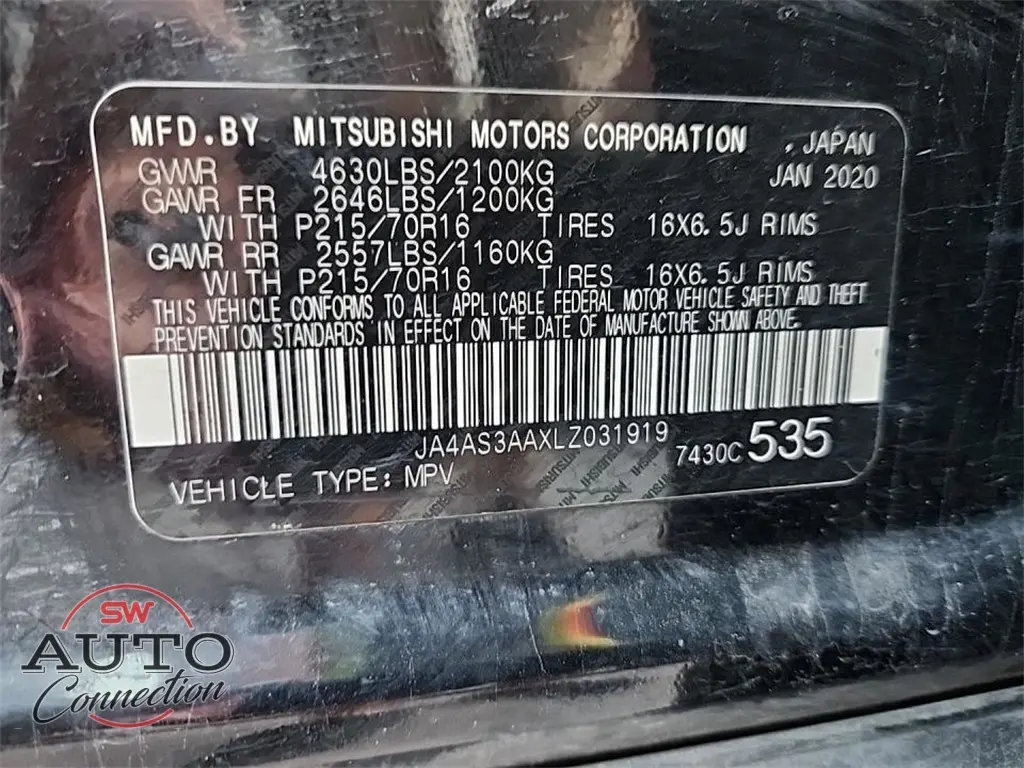 MFD.BY MITSUBISHI MOTORS CORPORATION , JAPAN
GVWR 4630LBS/2100KG JAN 2020
GAWR FR 2646LBS/1200KG
WITH P215/70R16 TIRES 16X6.5J RIMS
GAWR RR 2557LBS/1160KG
WITH P215/70R16 TIRES 16X6.5J RIMS
THIS VEHICLE CONFORMS TO ALL APPLICABLE FEDERAL MOTOR VEHICLE SAFETY AND THEFT
PREVENTION STANDARDS IN EFFECT ON THE DATE OF MANUFACTURE SHOWN ABOVE.
JA4AS3AAXLZ031919 7430C 535
VEHICLE TYPE: MPV
SW
AUTO
Connection